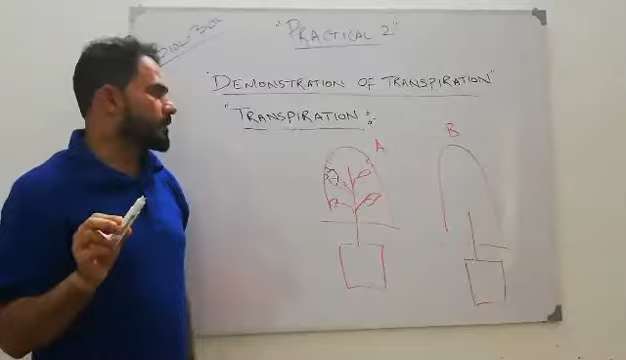 "PRACTICAL 2"
"DEMONSTRATION OF TRANSPIRATION"
"TRANSPIRATION:
A
B